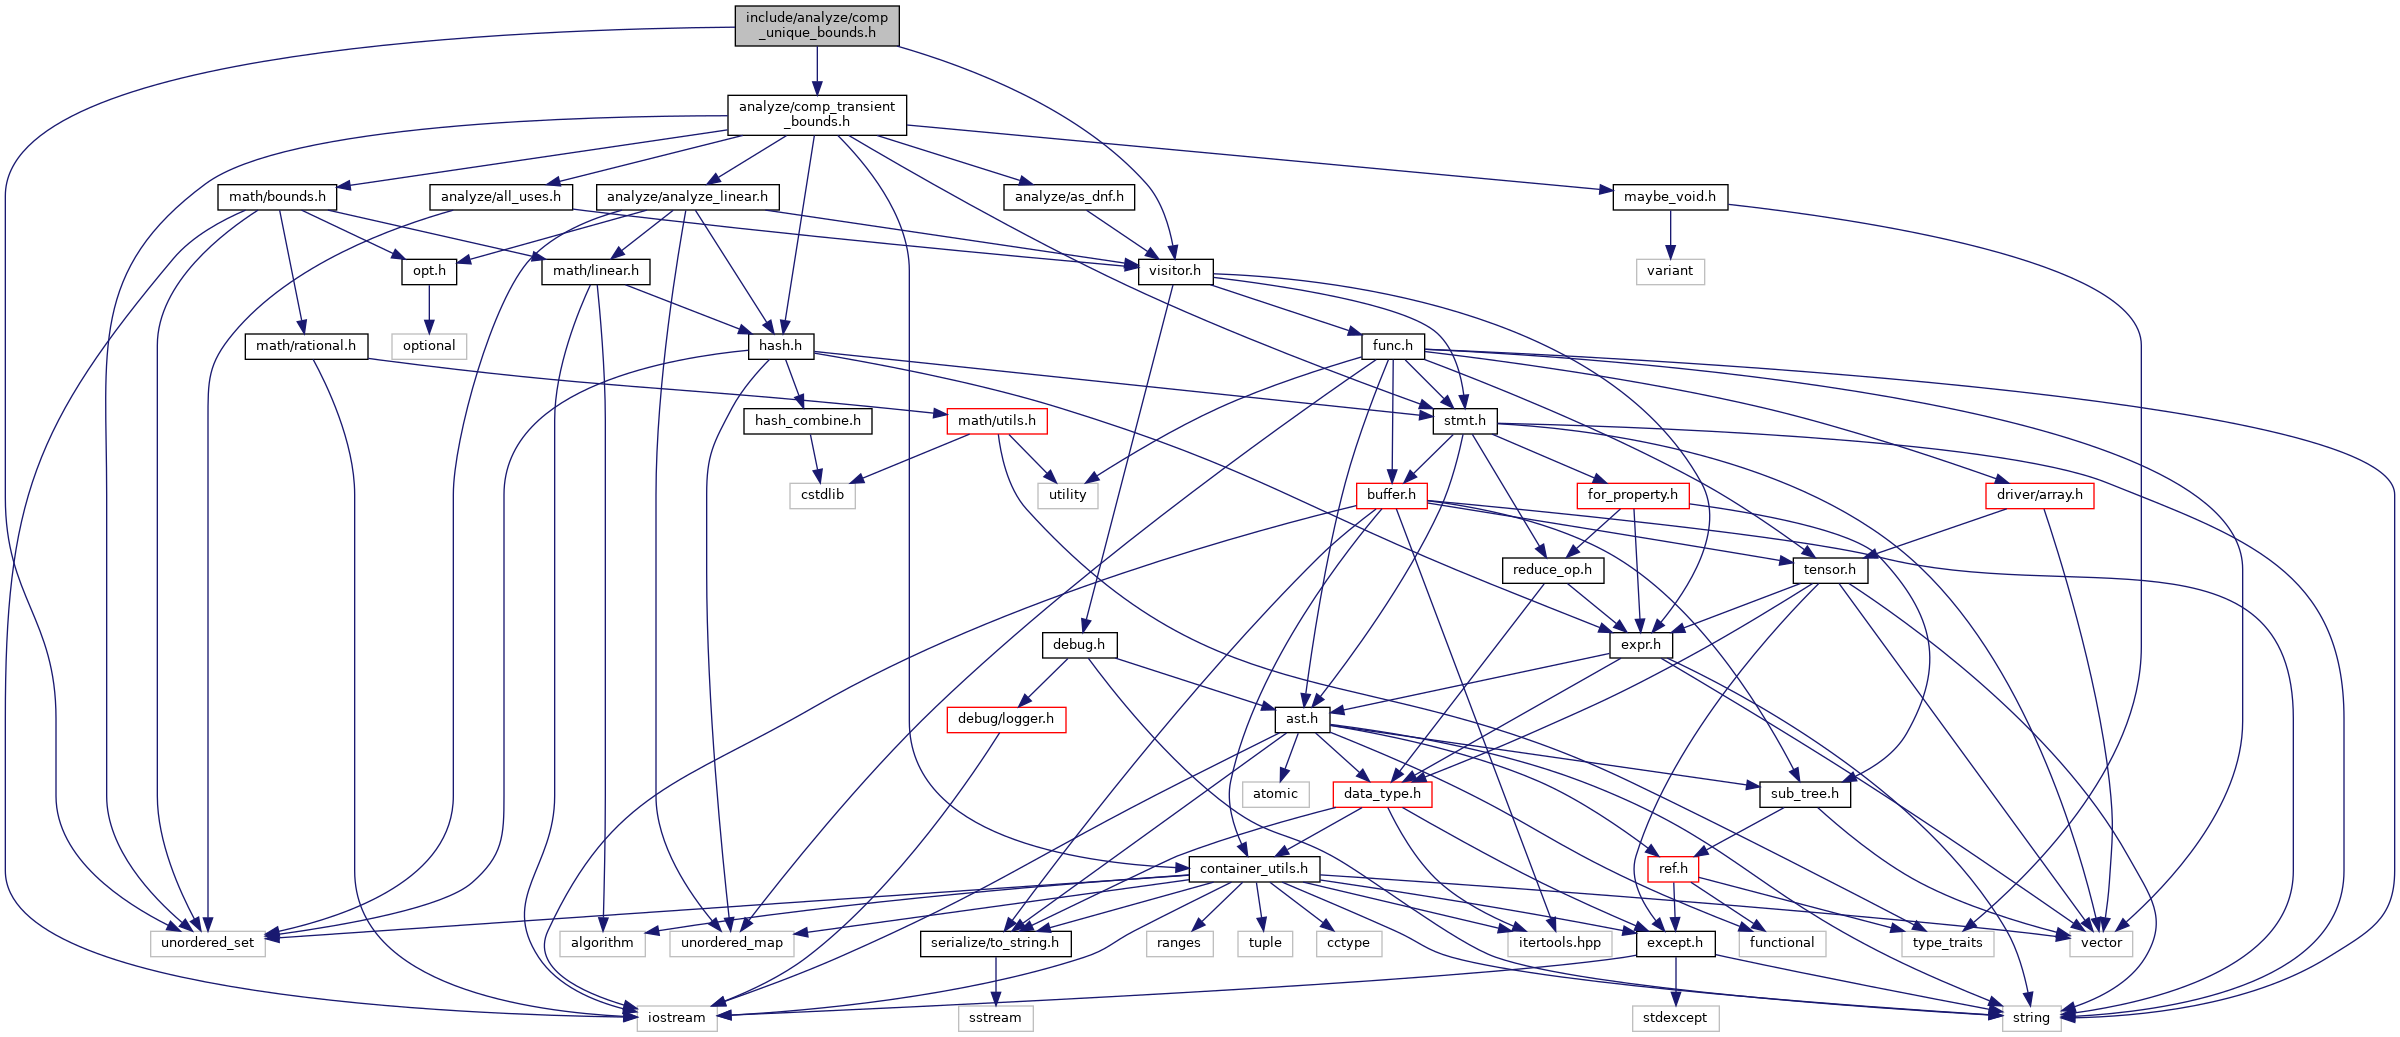 include/analyze/comp
_unique_bounds.h
analyze/comp_transient
_bounds.h
math/bounds.h
analyze/all_uses.h
analyze/analyze_linear.h
analyze/as_dnf.h
maybe_void.h
opt.h
math/linear.h
visitor.h
variant
math/rational.h
optional
hash.h
func.h
hash_combine.h
math/utils.h
stmt.h
cstdlib
utility
buffer.h
for_property.h
driver/array.h
reduce_op.h
tensor.h
debug.h
expr.h
debug/logger.h
ast.h
atomic
data_type.h
sub_tree.h
container_utils.h
ref.h
unordered_set
algorithm
unordered_map
serialize/to_string.h
ranges
tuple
cctype
itertools.hpp
except.h
functional
type_traits
vector
iostream
sstream
stdexcept
string